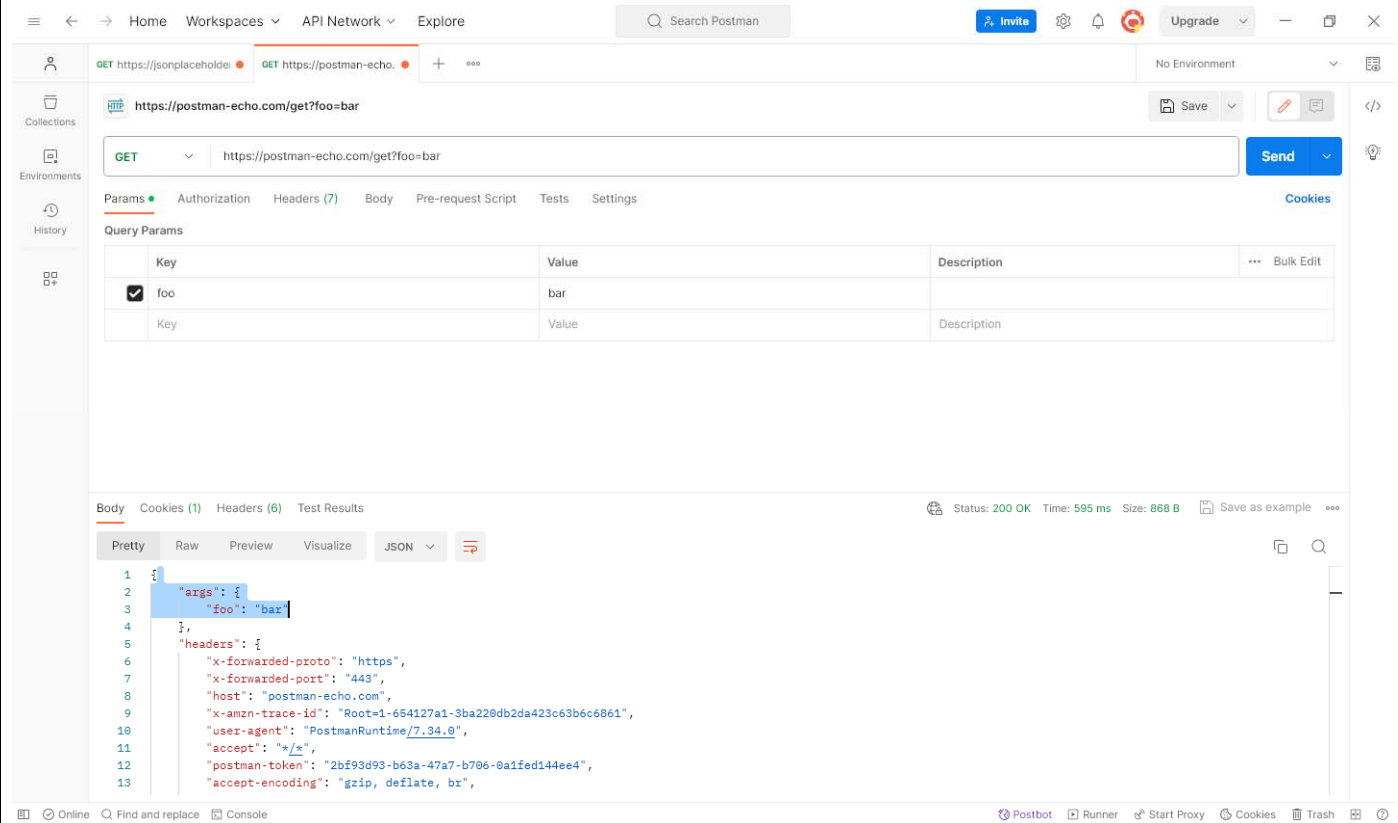 Home Workspaces API Network Explore Search Postman Invite Upgrade
GET https://jsonplaceholder GET https://postman-echo. No Environment
HTTP https://postman-echo.com/get?foo=bar Save
Collections
GET https://postman-echo.com/get?foo=bar Send
Environments
Params Authorization Headers (7) Body Pre-request Script Tests Settings Cookies
History
Query Params
Key Value Description Bulk Edit
foo bar
Key Value Description
Body Cookies (1) Headers (6) Test Results Status: 200 OK Time: 595 ms Size: 868 B Save as example
Pretty Raw Preview Visualize JSON
1 {
2 "args": {
3 "foo": "bar"
4 },
5 "headers": {
6 "x-forwarded-proto": "https",
7 "x-forwarded-port": "443",
8 "host": "postman-echo.com",
9 "x-amzn-trace-id": "Root=1-654127a1-3ba220db2da423c63b6c6861",
10 "user-agent": "PostmanRuntime/7.34.0",
11 "accept": "*/*",
12 "postman-token": "2bf93d93-b63a-47a7-b706-0a1fed144ee4",
13 "accept-encoding": "gzip, deflate, br",
Online Find and replace Console Postbot Runner Start Proxy Cookies Trash